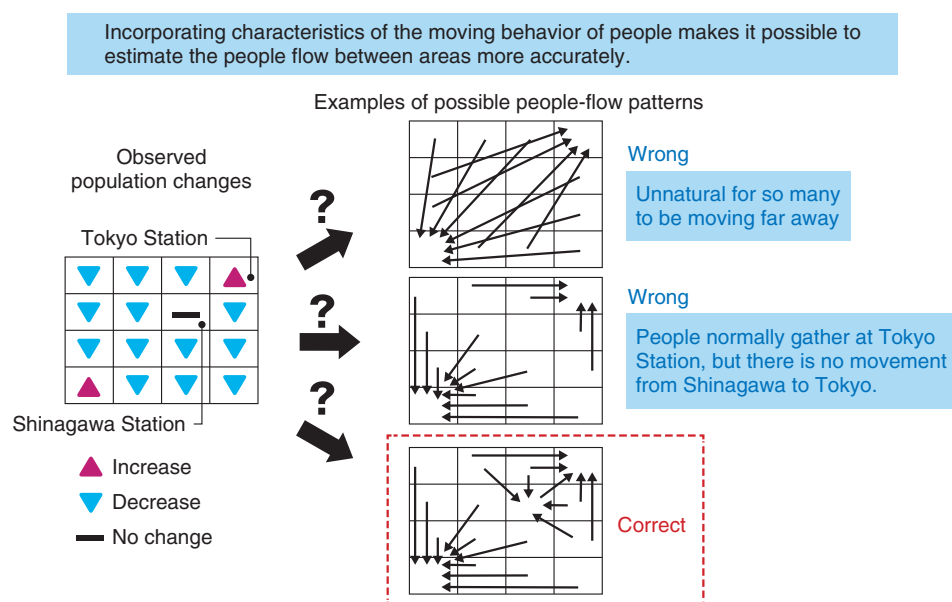 Incorporating characteristics of the moving behavior of people makes it possible to
estimate the people flow between areas more accurately.
Examples of possible people-flow patterns
Observed
population changes
Tokyo Station
Shinagawa Station
Increase
Decrease
No change
?
?
?
Wrong
Unnatural for so many
to be moving far away
Wrong
People normally gather at Tokyo
Station, but there is no movement
from Shinagawa to Tokyo.
Correct